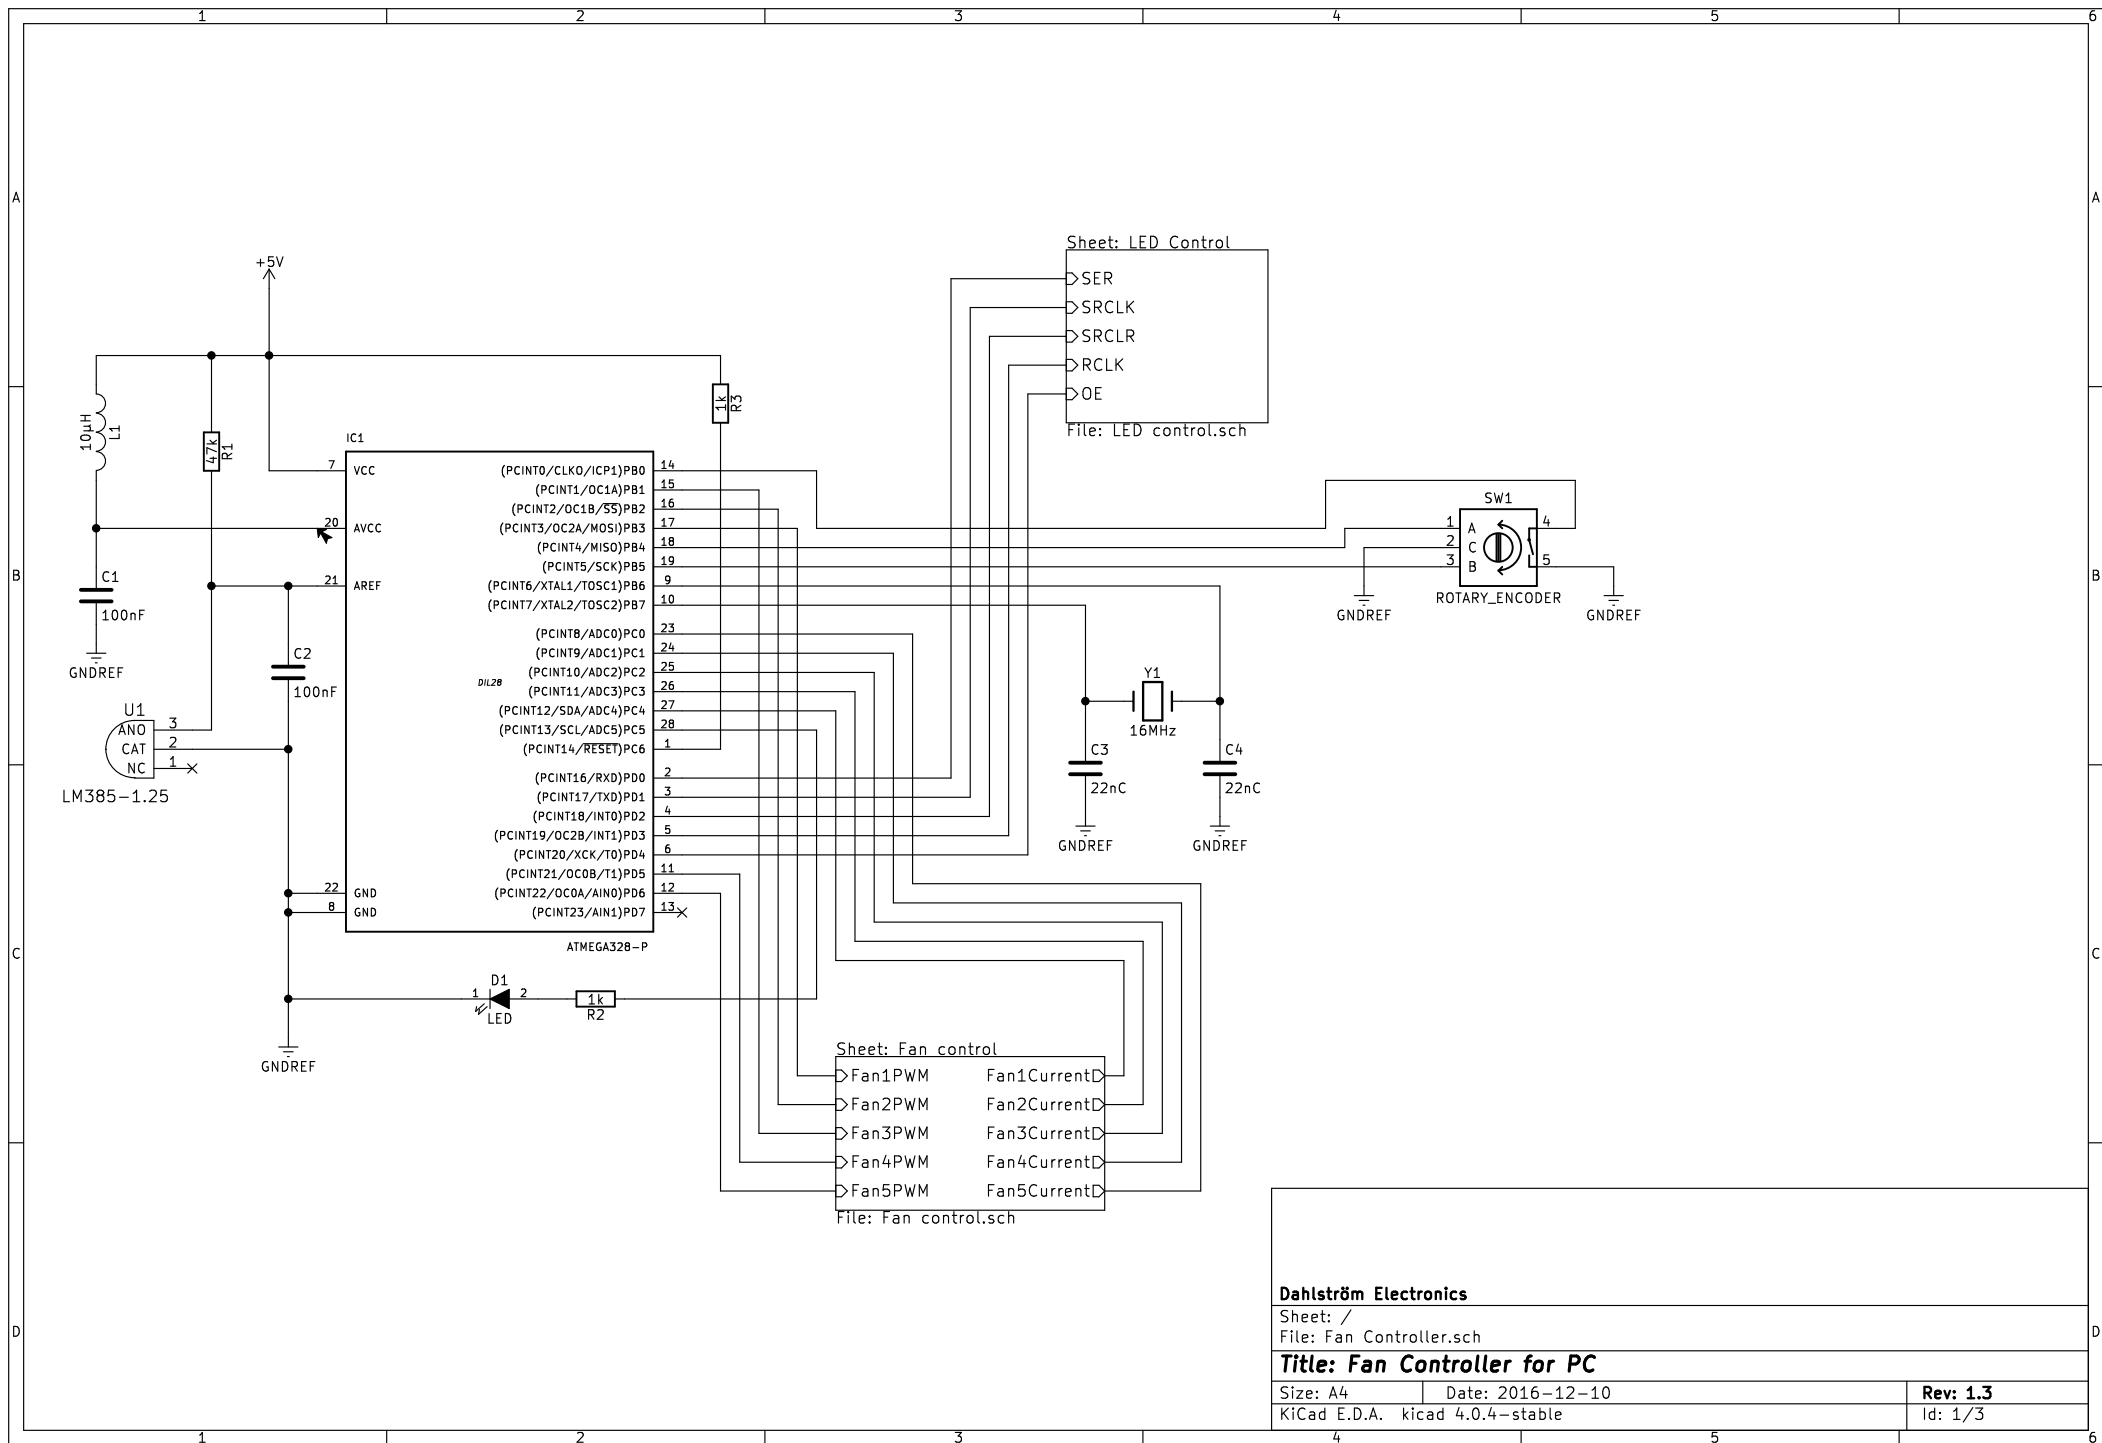 1 2 3 4 5 6
A A
B B
C C
D D
+5V
10µH
L1
47k
R1
1k
R3
C1
100nF
GNDREF
C2
100nF
U1
ANO 3
CAT 2
NC 1
LM385-1.25
IC1
7 VCC
20 AVCC
21 AREF
22 GND
8 GND
DIL28
(PCINT0/CLKO/ICP1)PB0 14
(PCINT1/OC1A)PB1 15
(PCINT2/OC1B/SS)PB2 16
(PCINT3/OC2A/MOSI)PB3 17
(PCINT4/MISO)PB4 18
(PCINT5/SCK)PB5 19
(PCINT6/XTAL1/TOSC1)PB6 9
(PCINT7/XTAL2/TOSC2)PB7 10
(PCINT8/ADC0)PC0 23
(PCINT9/ADC1)PC1 24
(PCINT10/ADC2)PC2 25
(PCINT11/ADC3)PC3 26
(PCINT12/SDA/ADC4)PC4 27
(PCINT13/SCL/ADC5)PC5 28
(PCINT14/RESET)PC6 1
(PCINT16/RXD)PD0 2
(PCINT17/TXD)PD1 3
(PCINT18/INT0)PD2 4
(PCINT19/OC2B/INT1)PD3 5
(PCINT20/XCK/T0)PD4 6
(PCINT21/OC0B/T1)PD5 11
(PCINT22/OC0A/AIN0)PD6 12
(PCINT23/AIN1)PD7 13
ATMEGA328-P
D1
1 2
LED
1k
R2
GNDREF
Sheet: LED Control
SER
SRCLK
SRCLR
RCLK
OE
File: LED control.sch
SW1
1 A
2 C
3 B
4
5
ROTARY_ENCODER
GNDREF
GNDREF
Y1
16MHz
C3
22nC
GNDREF
C4
22nC
GNDREF
Sheet: Fan control
Fan1PWM Fan1Current
Fan2PWM Fan2Current
Fan3PWM Fan3Current
Fan4PWM Fan4Current
Fan5PWM Fan5Current
File: Fan control.sch
Dahlström Electronics
Sheet: /
File: Fan Controller.sch
Title: Fan Controller for PC
Size: A4 Date: 2016-12-10 Rev: 1.3
KiCad E.D.A. kicad 4.0.4-stable Id: 1/3
1 2 3 4 5 6